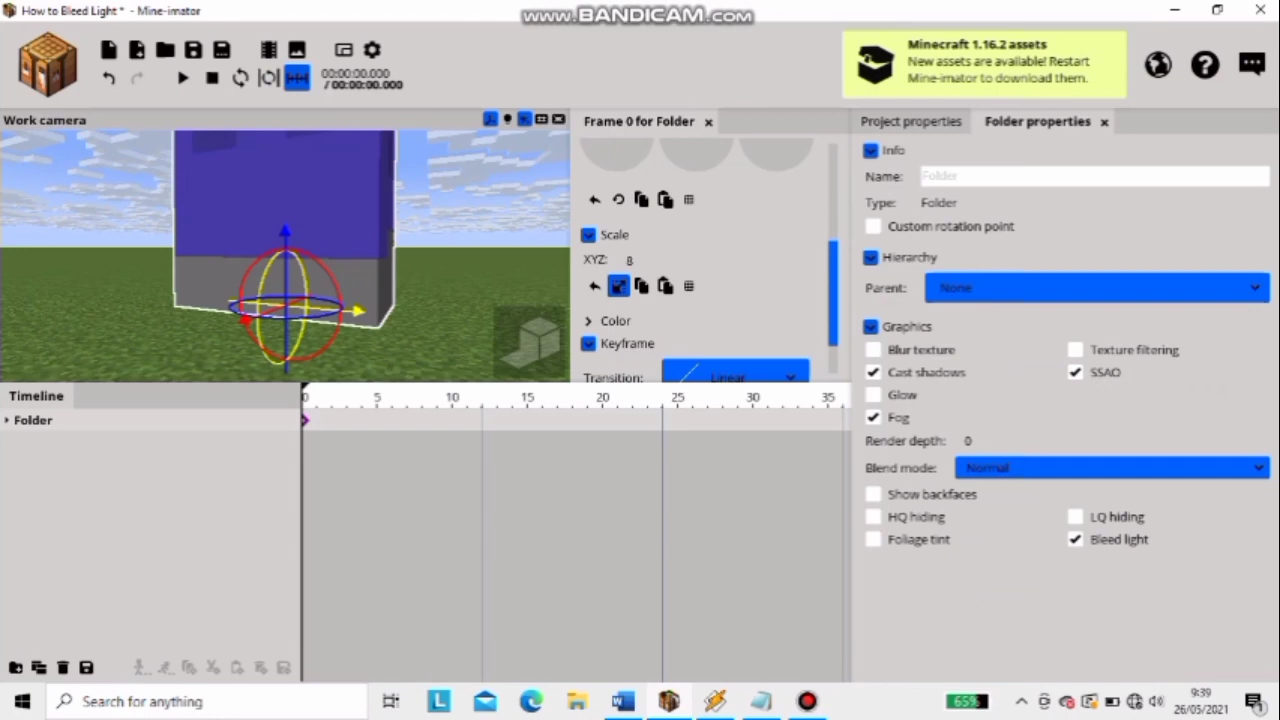 How to Bleed Light * - Mine-imator
www.BANDICAM.com
Minecraft 1.16.2 assets
New assets are available! Restart
Mine-imator to download them.
00:00:00.000
/ 00:00:00.000
Work camera
Frame 0 for Folder
Project properties
Folder properties
Info
Name:
Folder
Type:
Folder
Custom rotation point
Scale
Hierarchy
XYZ:
8
Parent:
None
Color
Graphics
Keyframe
Blur texture
Texture filtering
Transition:
Linear
Cast shadows
SSAO
Timeline
0
5
10
15
20
25
30
35
Glow
Folder
Fog
Render depth:
0
Blend mode:
Normal
Show backfaces
HQ hiding
LQ hiding
Foliage tint
Bleed light
Search for anything
L
W
65%
9:39
26/05/2021
1